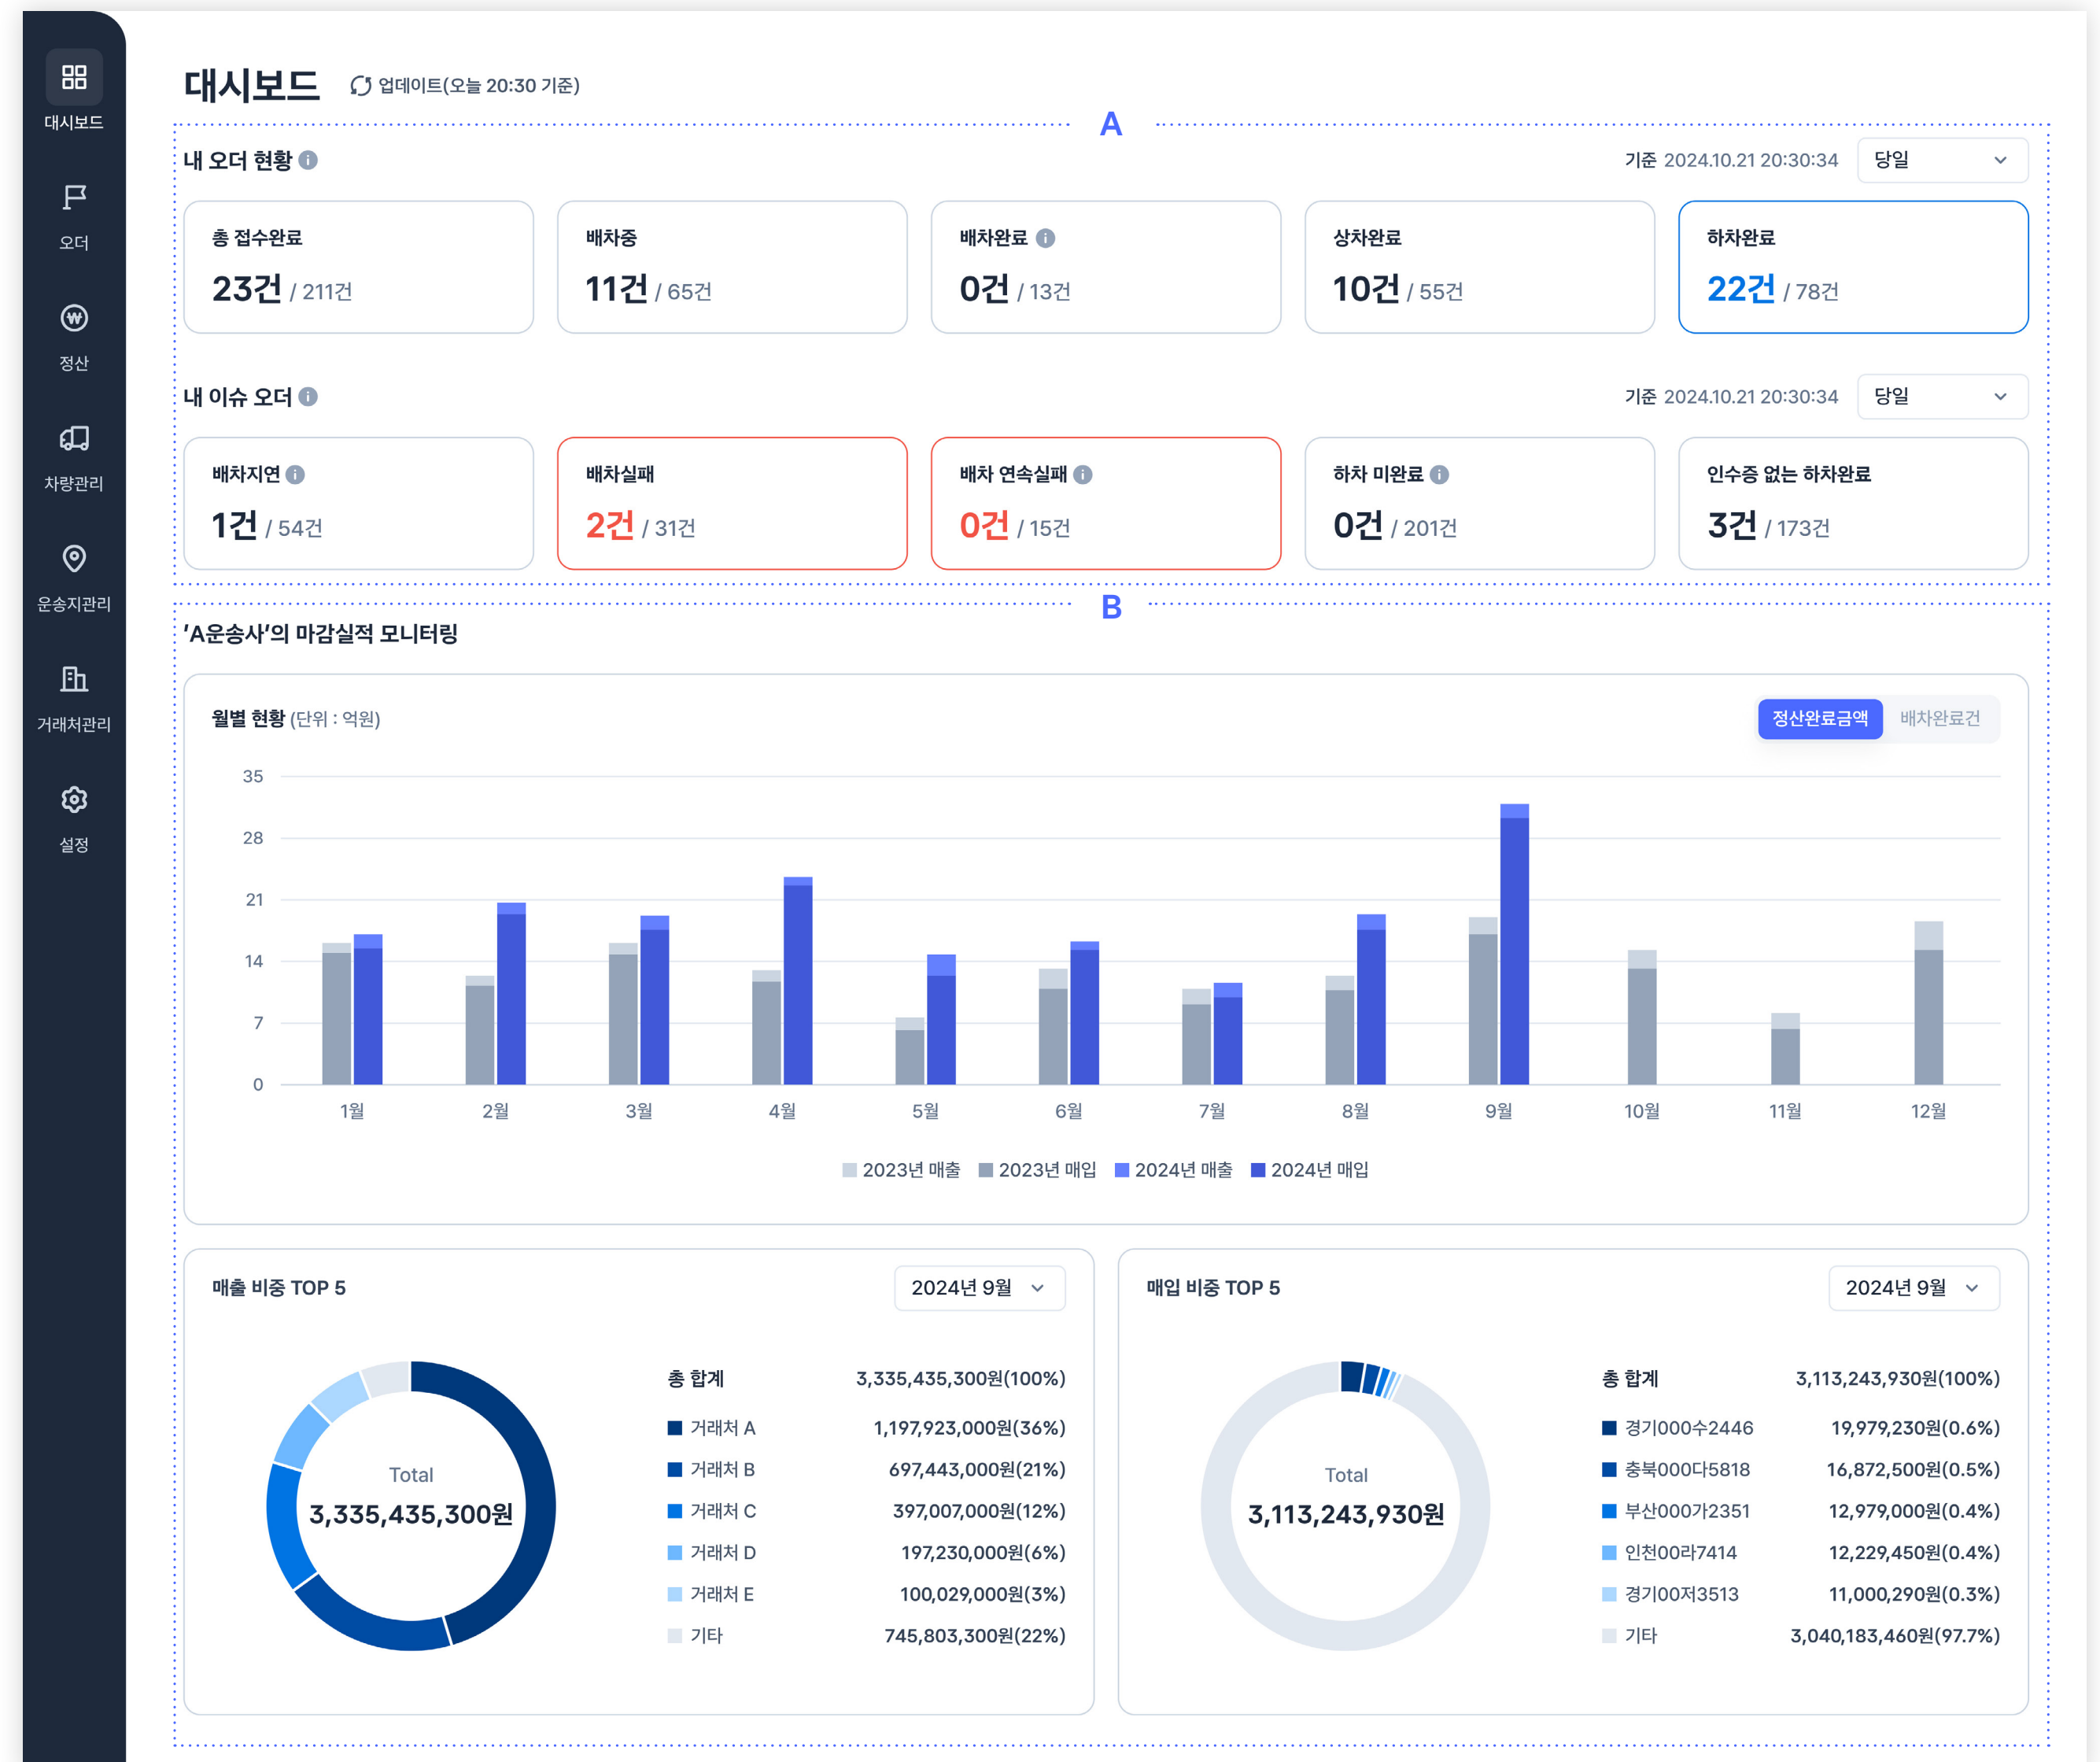 대시보드
오더
정산
차량관리
운송지관리
거래처관리
설정
대시보드 업데이트(오늘 20:30 기준)
A
내 오더 현황 기준 2024.10.21 20:30:34 당일
총 접수완료 배차중 배차완료 상차완료 하차완료
23건 / 211건 11건 / 65건 0건 / 13건 10건 / 55건 22건 / 78건
내 이슈 오더 기준 2024.10.21 20:30:34 당일
배차지연 배차실패 배차 연속실패 하차 미완료 인수증 없는 하차완료
1건 / 54건 2건 / 31건 0건 / 15건 0건 / 201건 3건 / 173건
B
'A운송사'의 마감실적 모니터링
월별 현황 (단위 : 억원) 정산완료금액 배차완료건
35
28
21
14
7
0
1월 2월 3월 4월 5월 6월 7월 8월 9월 10월 11월 12월
2023년 매출 2023년 매입 2024년 매출 2024년 매입
매출 비중 TOP 5 2024년 9월
Total
3,335,435,300원
총 합계 3,335,435,300원(100%)
거래처 A 1,197,923,000원(36%)
거래처 B 697,443,000원(21%)
거래처 C 397,007,000원(12%)
거래처 D 197,230,000원(6%)
거래처 E 100,029,000원(3%)
기타 745,803,300원(22%)
매입 비중 TOP 5 2024년 9월
Total
3,113,243,930원
총 합계 3,113,243,930원(100%)
경기000수2446 19,979,230원(0.6%)
충북000다5818 16,872,500원(0.5%)
부산000가2351 12,979,000원(0.4%)
인천00라7414 12,229,450원(0.4%)
경기00저3513 11,000,290원(0.3%)
기타 3,040,183,460원(97.7%)